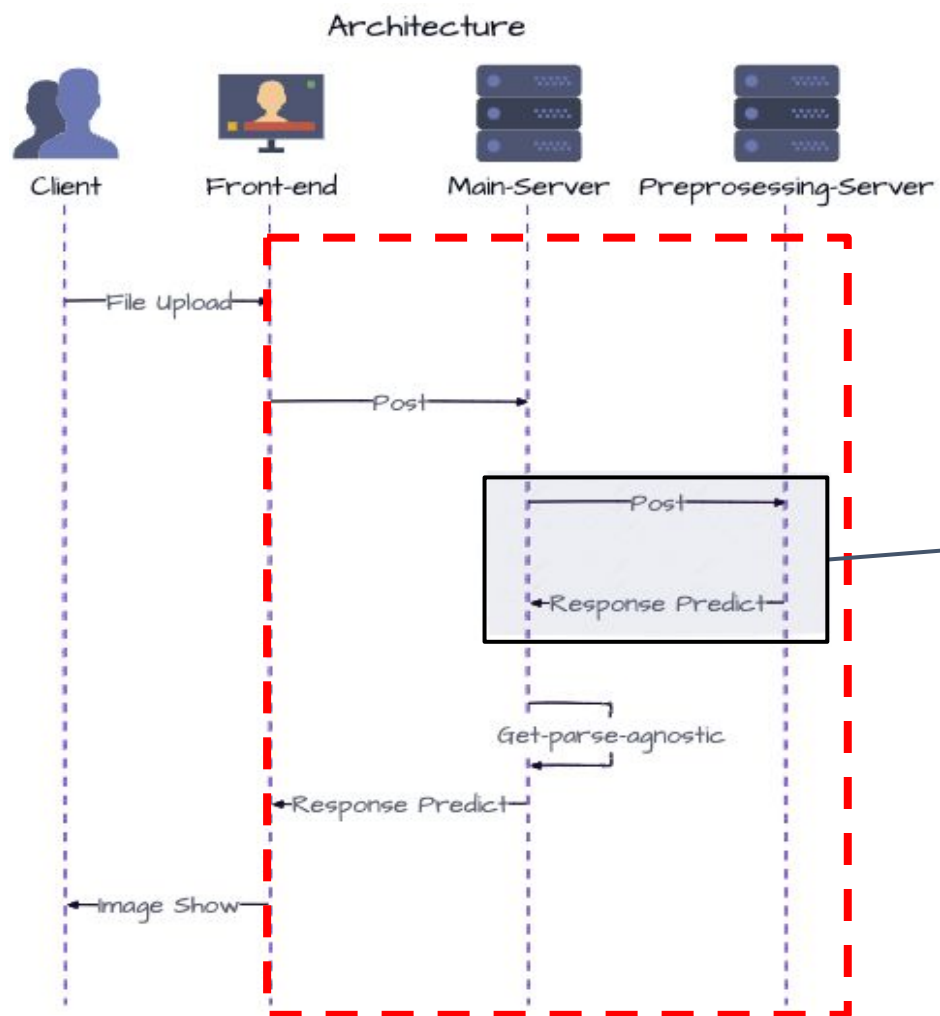 Architecture
Client Front-end Main-Server Preprosessing-Server
File Upload
Post
Post
Response Predict
Get-parse-agnostic
Response Predict
Image Show